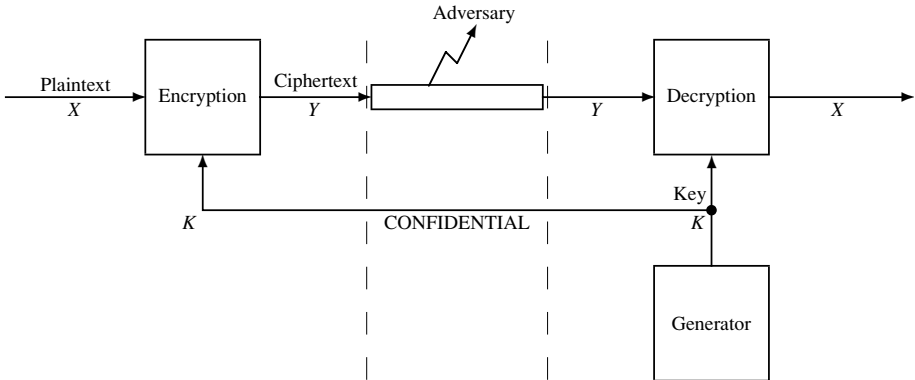 Adversary
Plaintext
X
Encryption
Ciphertext
Y
Y
Decryption
X
Key
K
CONFIDENTIAL
K
Generator